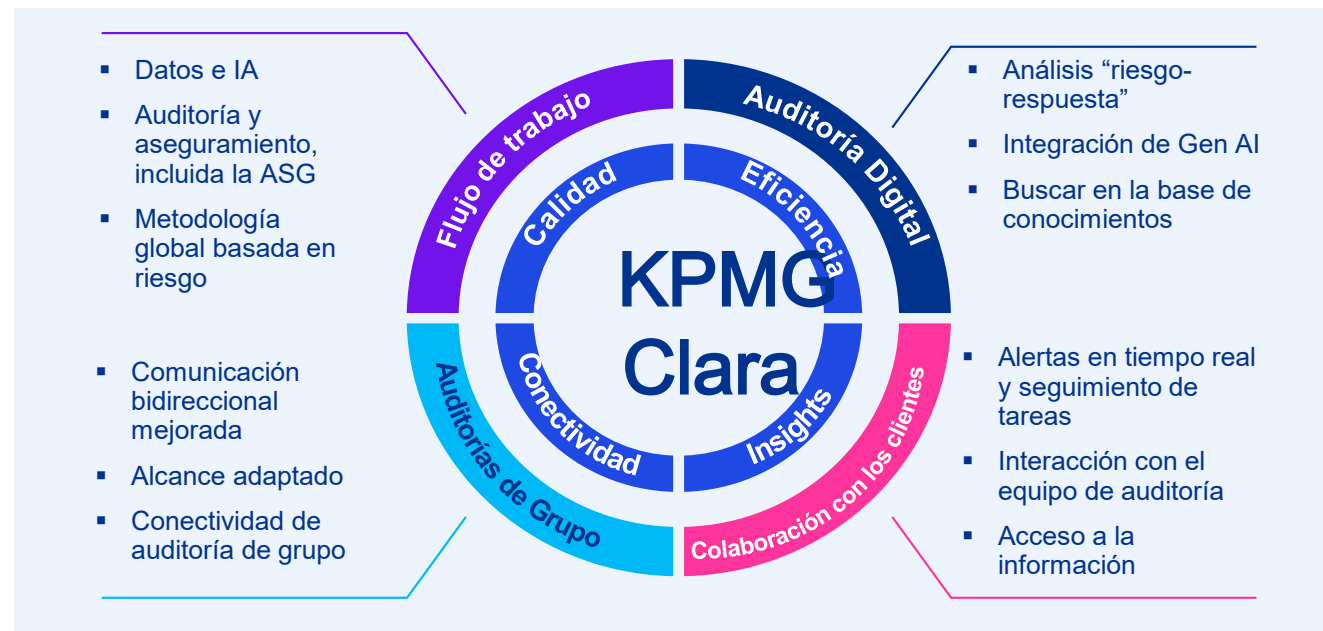 Datos e IA
Auditoría y
aseguramiento,
incluida la ASG
Metodología
global basada en
riesgo
Flujo de trabajo
Auditoría Digital
Análisis “riesgo-
respuesta”
Integración de Gen AI
Buscar en la base de
conocimientos
Calidad
Eficiencia
KPMG
Clara
Conectividad
Insights
Comunicación
bidireccional
mejorada
Alcance adaptado
Conectividad de
auditoría de grupo
Auditorías de Grupo
Colaboración con los clientes
Alertas en tiempo real
y seguimiento de
tareas
Interacción con el
equipo de auditoría
Acceso a la
información